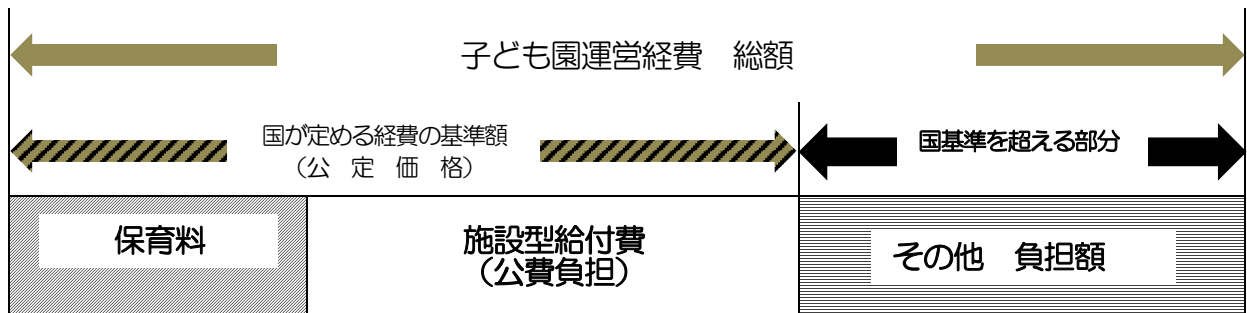 子ども園運営経費　総額
国が定める経費の基準額
（公　定　価　格）
国基準を超える部分
保育料
施設型給付費
（公費負担）
その他　負担額